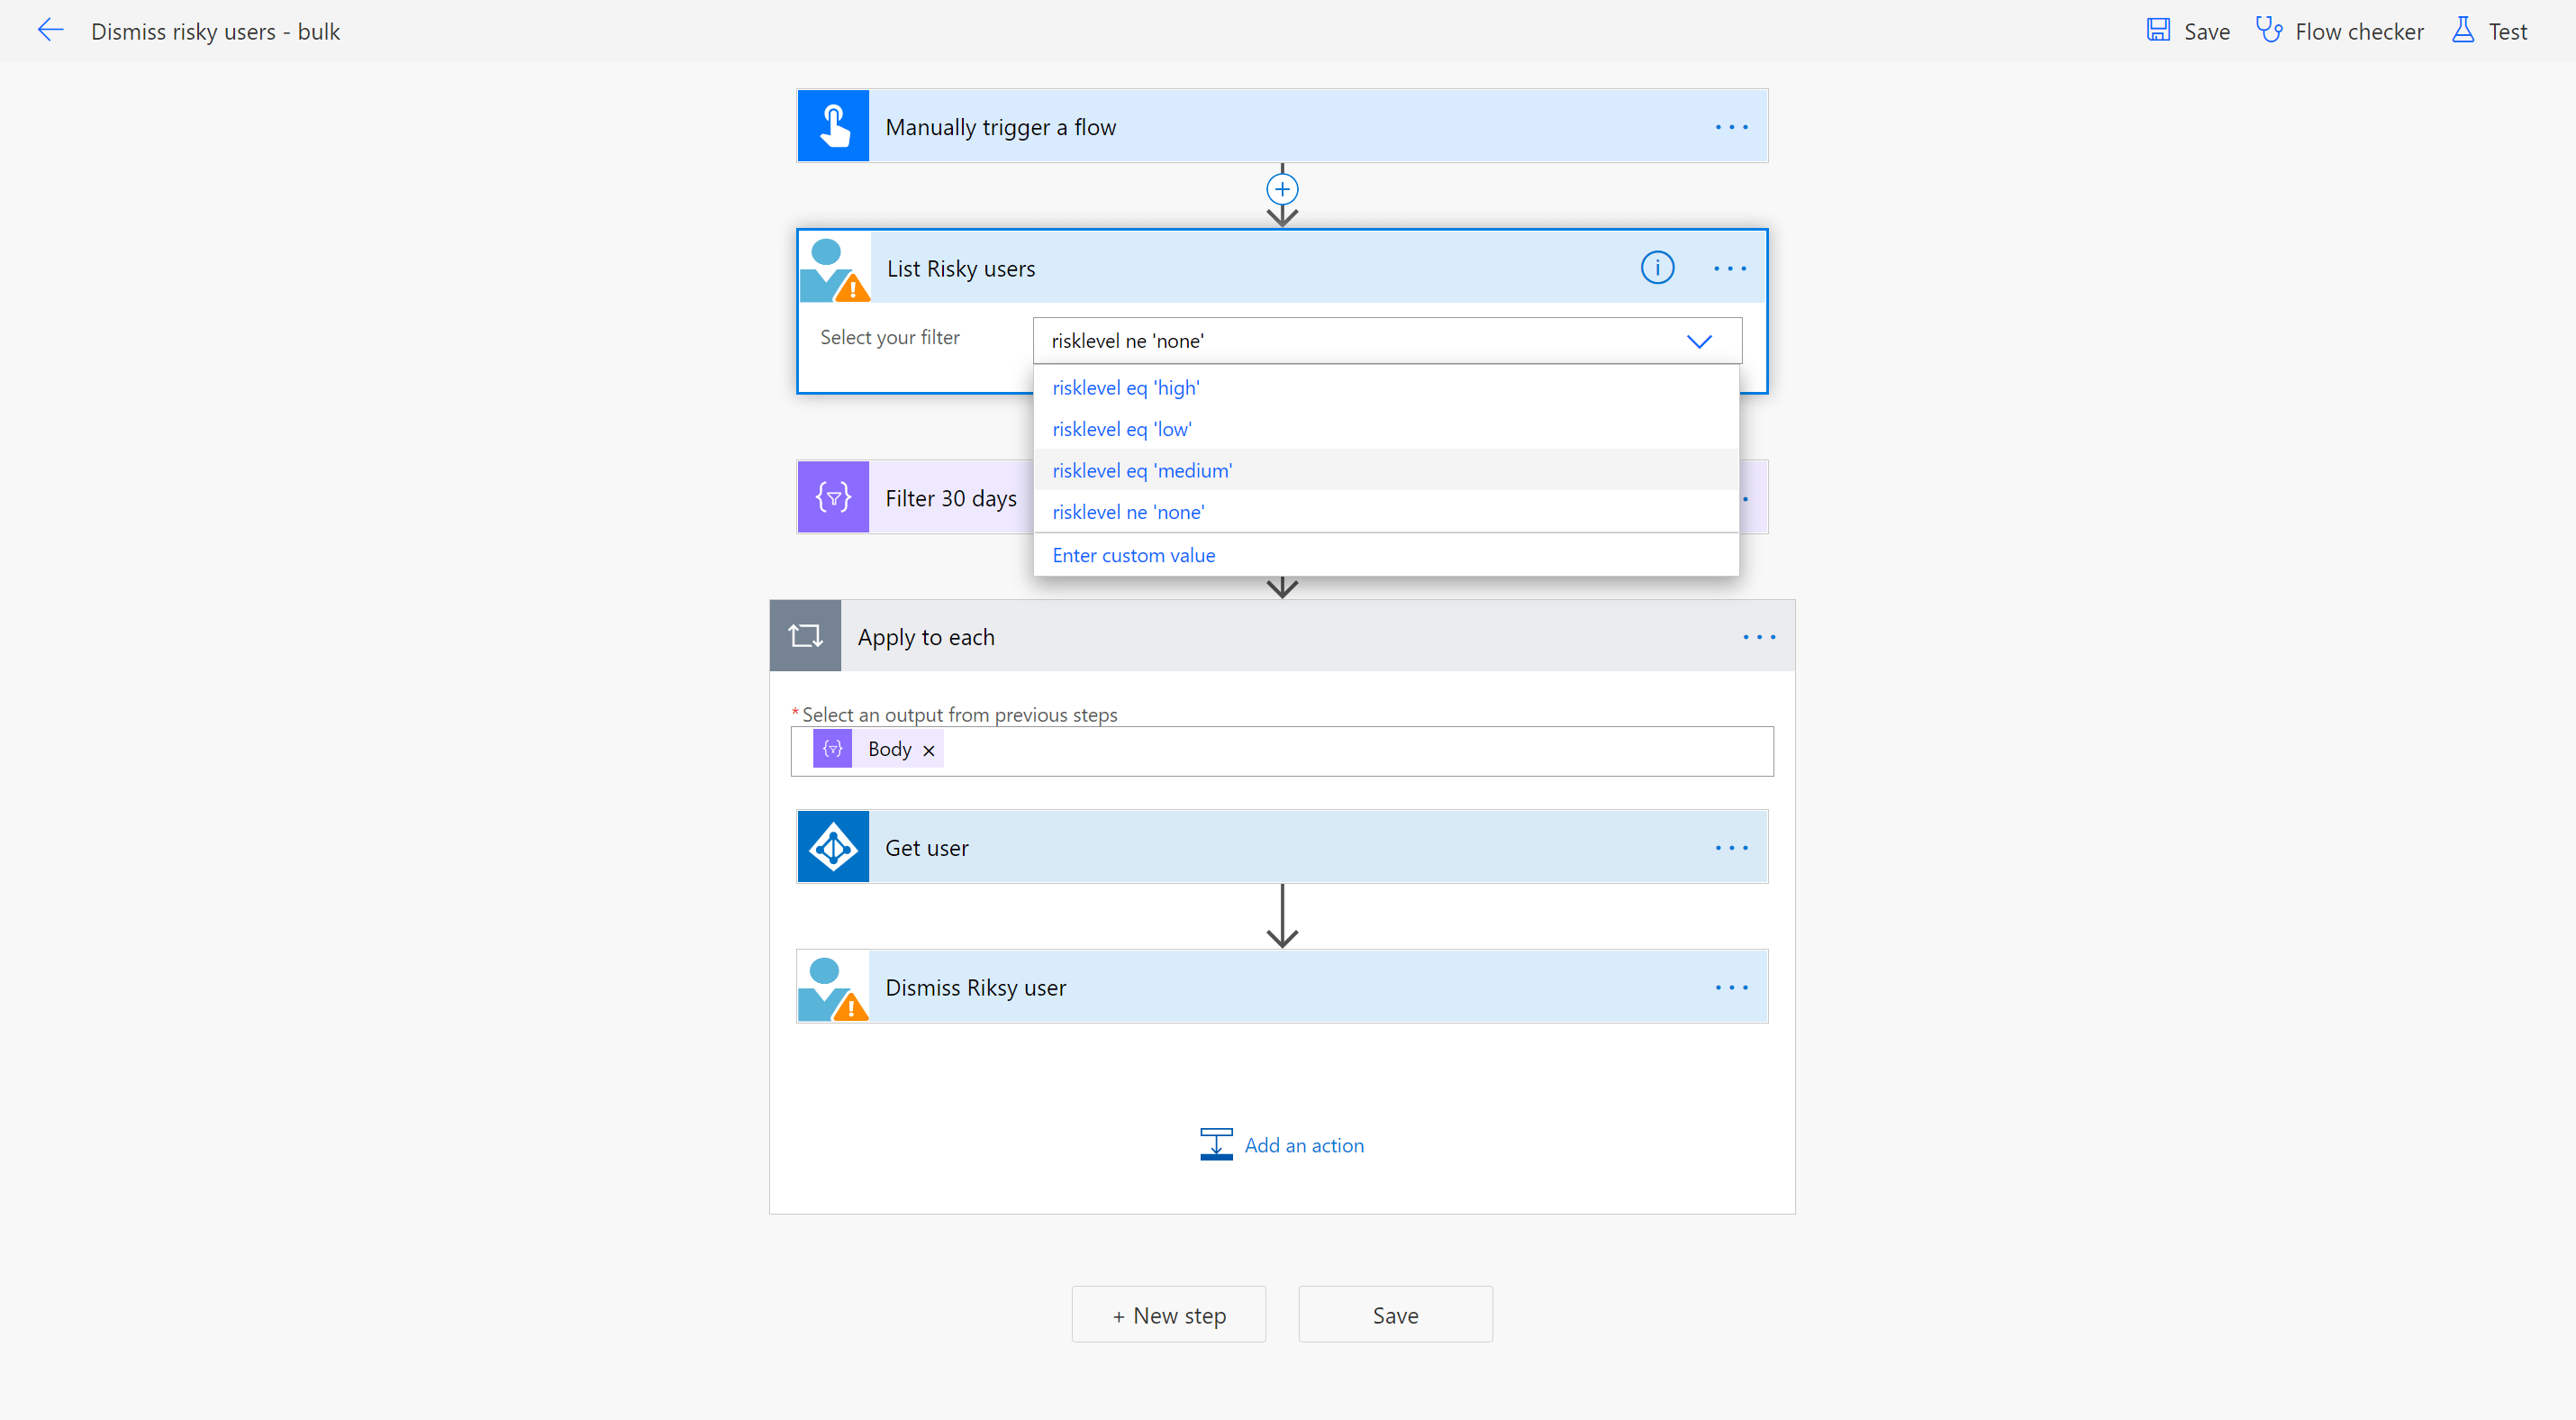 Dismiss risky users - bulk
Save
Flow checker
Test
Manually trigger a flow
List Risky users
Select your filter
risklevel ne 'none'
risklevel eq 'high'
risklevel eq 'low'
risklevel eq 'medium'
risklevel ne 'none'
Enter custom value
Filter 30 days
Apply to each
* Select an output from previous steps
Body ×
Get user
Dismiss Riksy user
Add an action
+ New step
Save